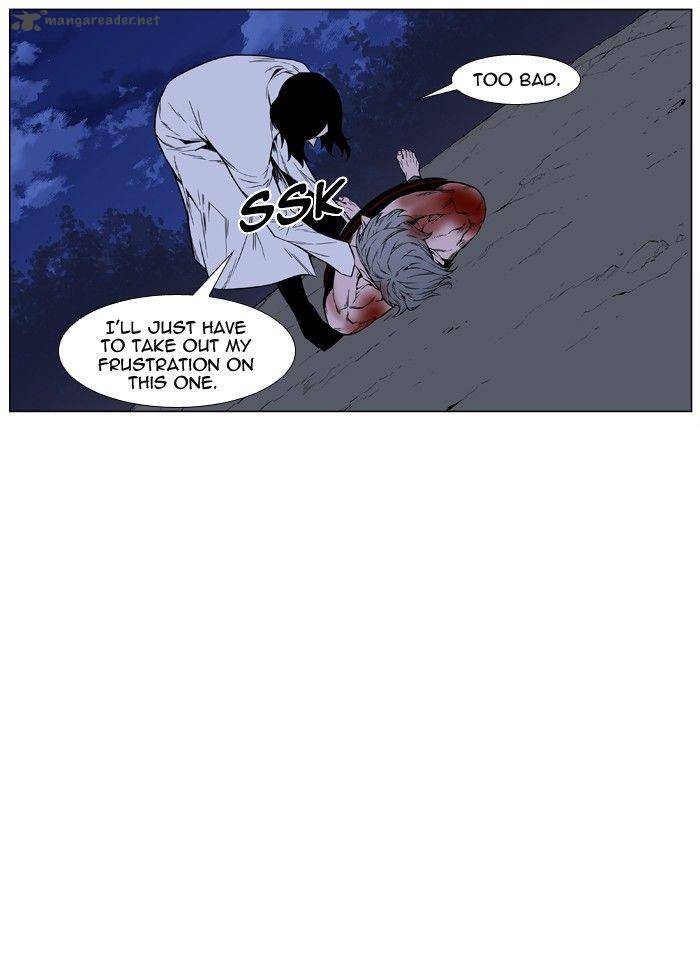 mangareader.net
TOO BAD.
SSK
I'LL JUST HAVE
TO TAKE OUT MY
FRUSTRATION ON
THIS ONE.